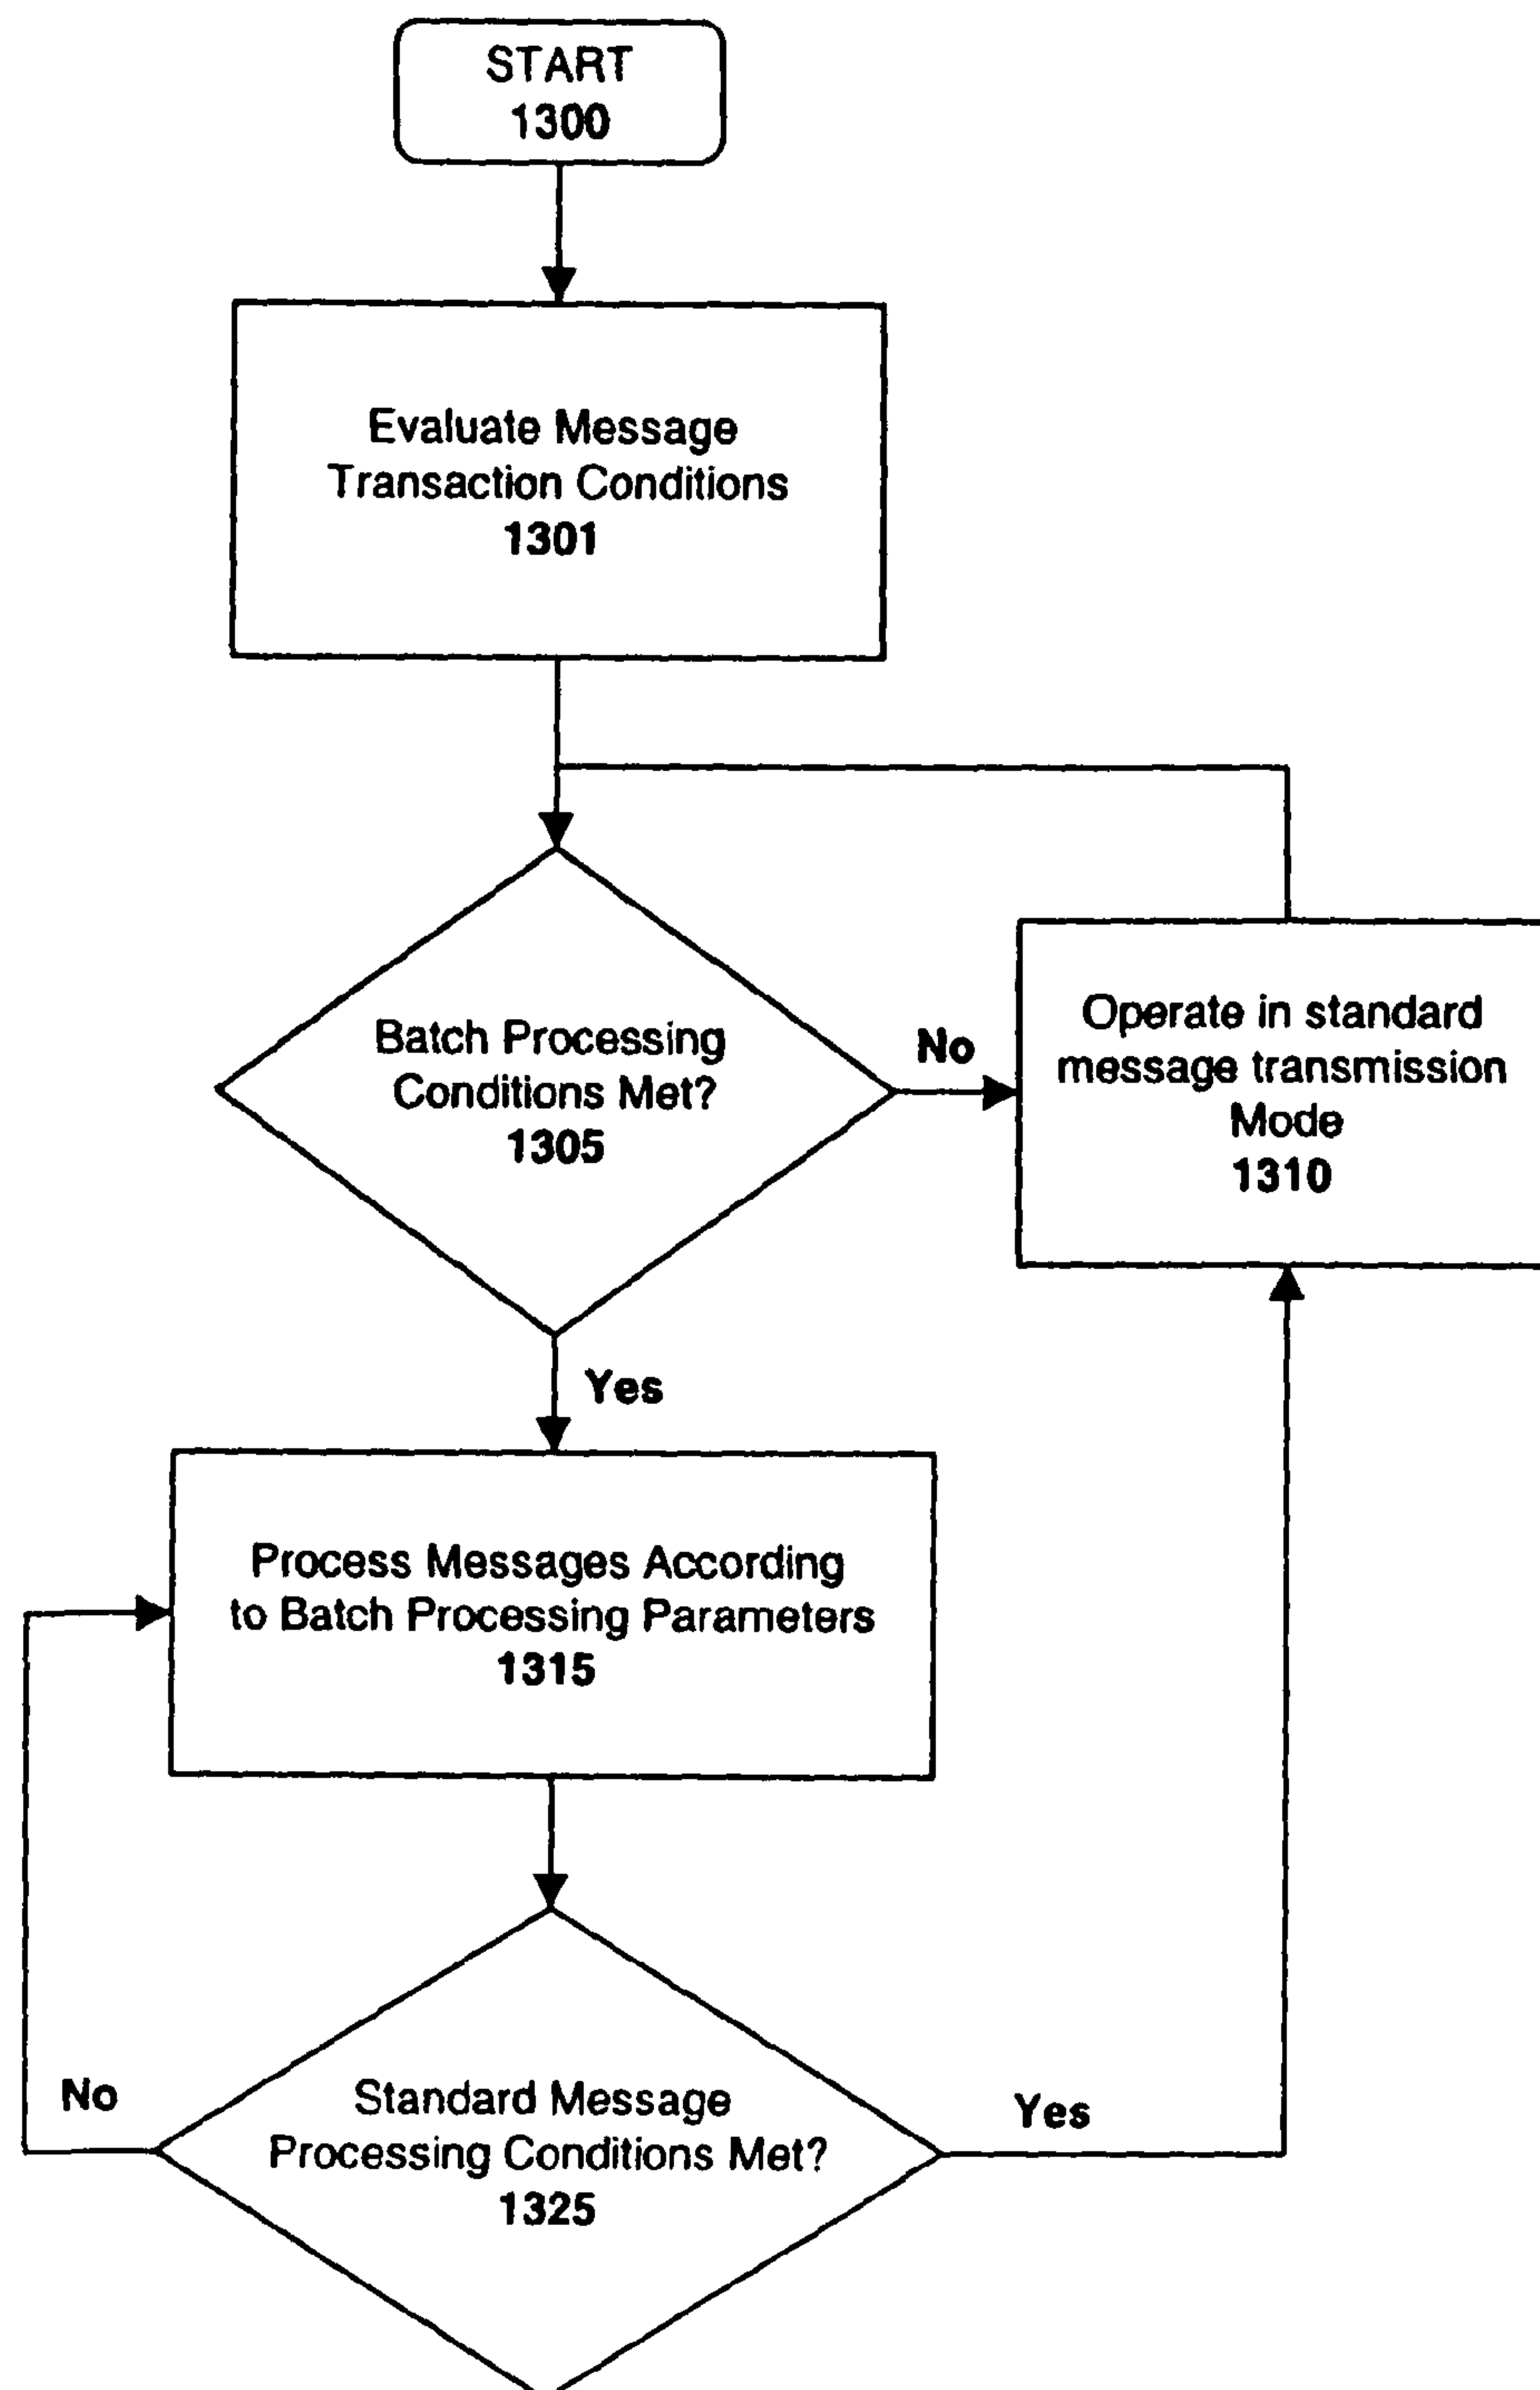 START
1300
Evaluate Message
Transaction Conditions
1301
Batch Processing
Conditions Met?
1305
No
Operate in standard
message transmission
Mode
1310
Yes
Process Messages According
to Batch Processing Parameters
1315
No
Standard Message
Processing Conditions Met?
1325
Yes